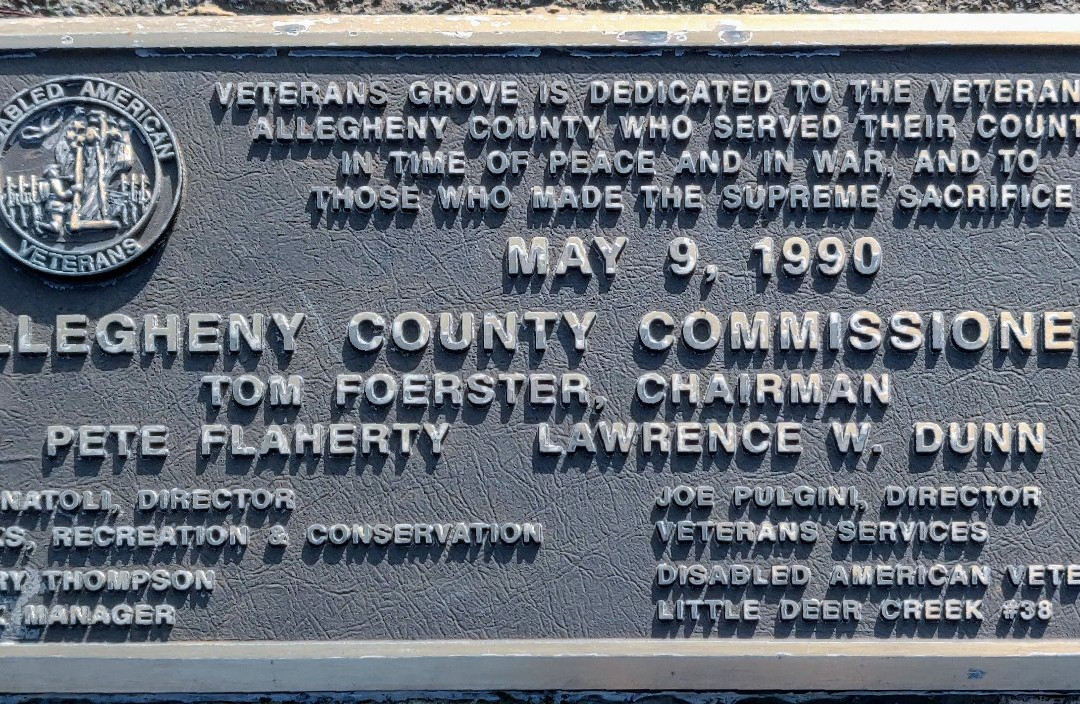 ABLED AMERICAN
VETERANS
VETERANS GROVE IS DEDICATED TO THE VETERAN
ALLEGHENY COUNTY WHO SERVED THEIR COUNT
IN TIME OF PEACE AND IN WAR, AND TO
THOSE WHO MADE THE SUPREME SACRIFICE
MAY 9, 1990
LLEGHENY COUNTY COMMISSIONE
TOM FOERSTER, CHAIRMAN
PETE FLAHERTY LAWRENCE W. DUNN
NATOLI, DIRECTOR
KS, RECREATION & CONSERVATION
RY THOMPSON
K MANAGER
JOE PULGINI, DIRECTOR
VETERANS SERVICES
DISABLED AMERICAN VETE
LITTLE DEER CREEK #38